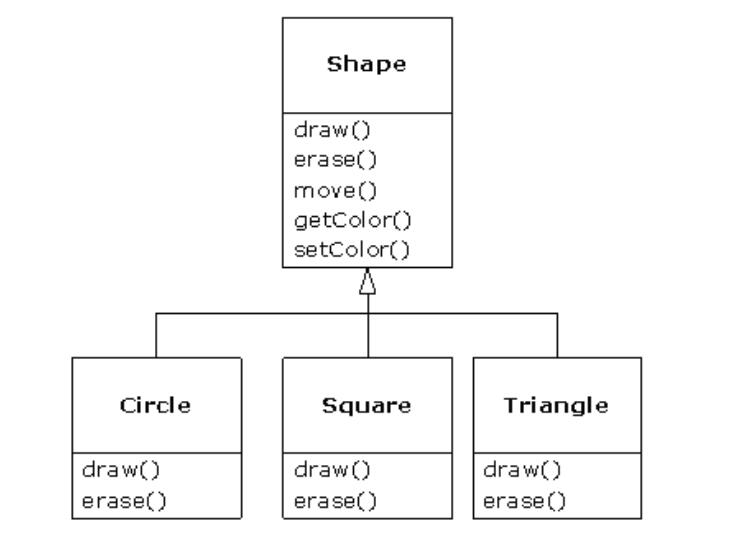 Shape
draw()
erase()
move()
getColor()
setColor()
Circle
draw()
erase()
Square
draw()
erase()
Triangle
draw()
erase()